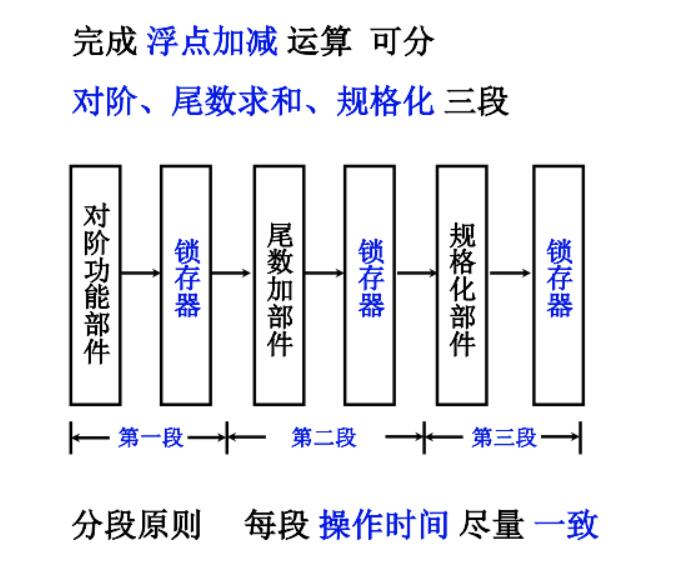 完成 浮点加减 运算 可分
对阶、尾数求和、规格化 三段
对阶功能部件
锁存器
尾数加部件
锁存器
规格化部件
锁存器
第一段
第二段
第三段
分段原则 每段 操作时间 尽量 一致